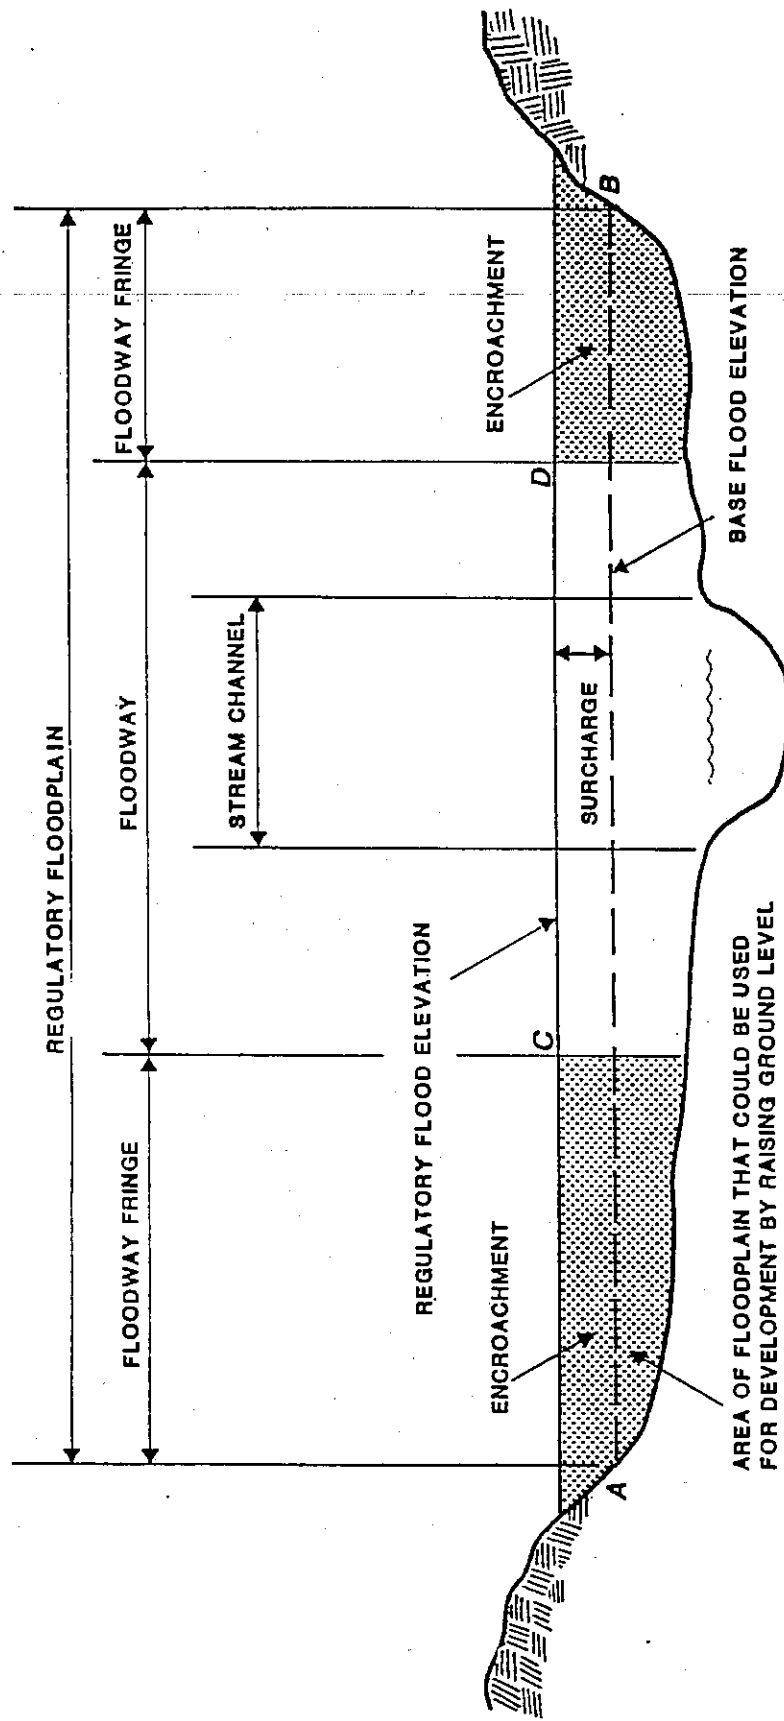 REGULATORY FLOODPLAIN
FLOODWAY FRINGE
FLOODWAY
FLOODWAY FRINGE
STREAM CHANNEL
REGULATORY FLOOD ELEVATION
ENCROACHMENT
ENCROACHMENT
C
D
SURCHARGE
A
B
AREA OF FLOODPLAIN THAT COULD BE USED
FOR DEVELOPMENT BY RAISING GROUND LEVEL
BASE FLOOD ELEVATION